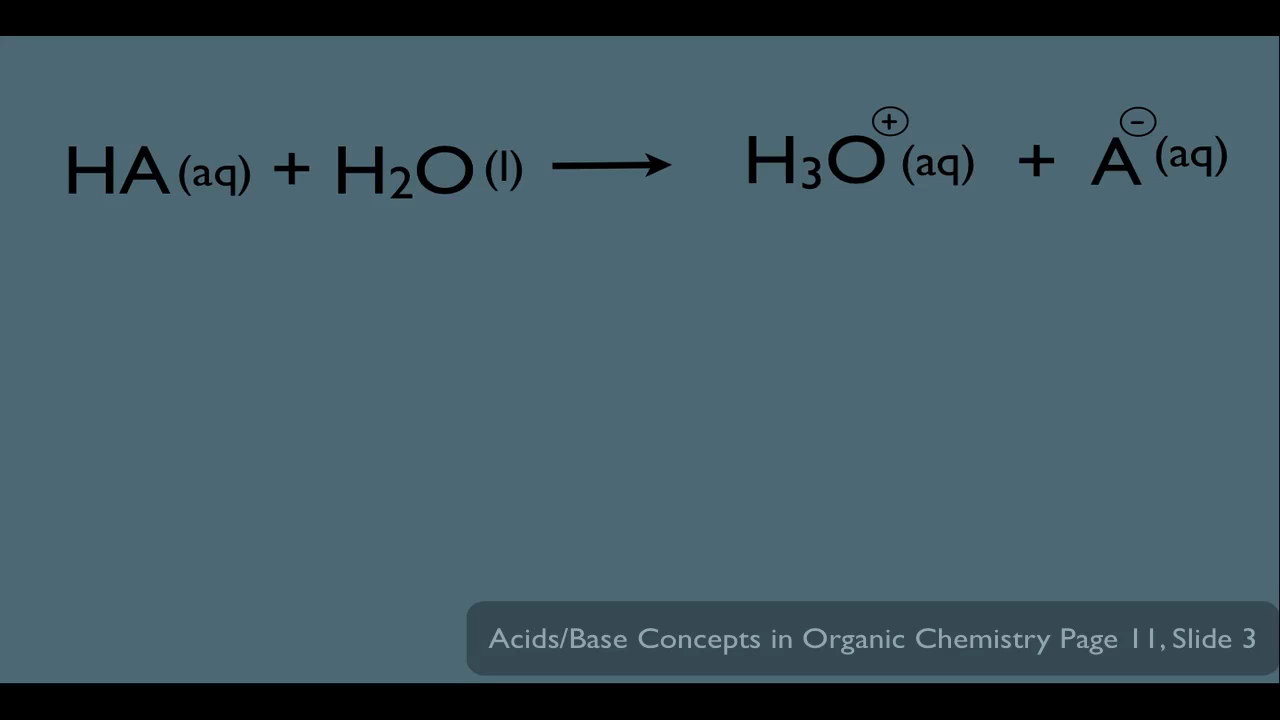 HA(aq) + H₂O(l) ⟶ H₃O⊕(aq) + A⊖(aq)
Acids/Base Concepts in Organic Chemistry Page 11, Slide 3